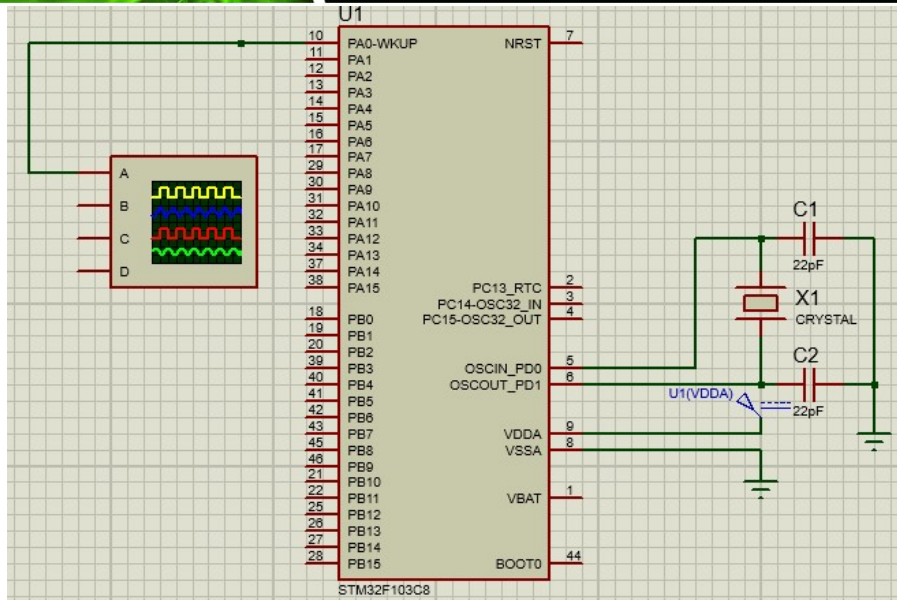 U1
10 PA0-WKUP
11 PA1
12 PA2
13 PA3
14 PA4
15 PA5
16 PA6
17 PA7
29 PA8
30 PA9
31 PA10
32 PA11
33 PA12
34 PA13
37 PA14
38 PA15
18 PB0
19 PB1
20 PB2
39 PB3
40 PB4
41 PB5
42 PB6
43 PB7
45 PB8
46 PB9
21 PB10
22 PB11
25 PB12
26 PB13
27 PB14
28 PB15
NRST 7
PC13_RTC 2
PC14-OSC32_IN 3
PC15-OSC32_OUT 4
OSCIN_PD0 5
OSCOUT_PD1 6
VDDA 9
VSSA 8
VBAT 1
BOOT0 44
STM32F103C8
A
B
C
D
C1
22pF
X1
CRYSTAL
C2
22pF
U1(VDDA)